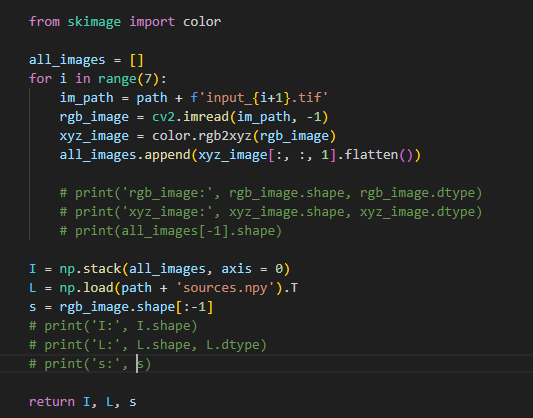 from skimage import color
all_images = []
for i in range(7):
    im_path = path + f'input_{i+1}.tif'
    rgb_image = cv2.imread(im_path, -1)
    xyz_image = color.rgb2xyz(rgb_image)
    all_images.append(xyz_image[:, :, 1].flatten())
    # print('rgb_image:', rgb_image.shape, rgb_image.dtype)
    # print('xyz_image:', xyz_image.shape, xyz_image.dtype)
    # print(all_images[-1].shape)
I = np.stack(all_images, axis = 0)
L = np.load(path + 'sources.npy').T
s = rgb_image.shape[:-1]
# print('I:', I.shape)
# print('L:', L.shape, L.dtype)
# print('s:', s)
return I, L, s